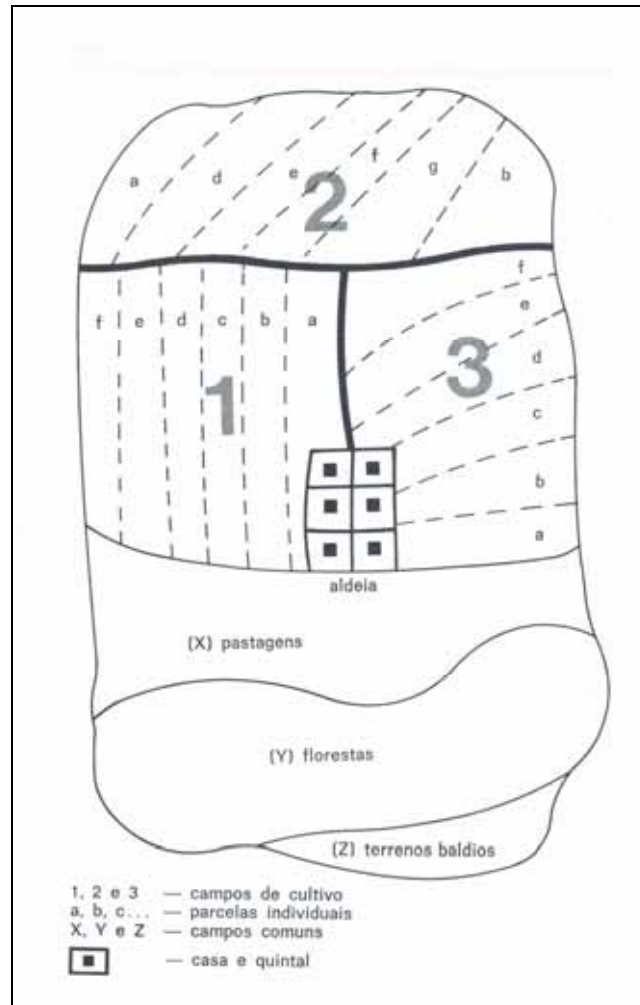 a d e f g b
2
f e d c b a
1
f
e
3
d
c
b
a
aldeia
(X) pastagens
(Y) florestas
(Z) terrenos baldios
1, 2 e 3 — campos de cultivo
a, b, c... — parcelas individuais
X, Y e Z — campos comuns
— casa e quintal